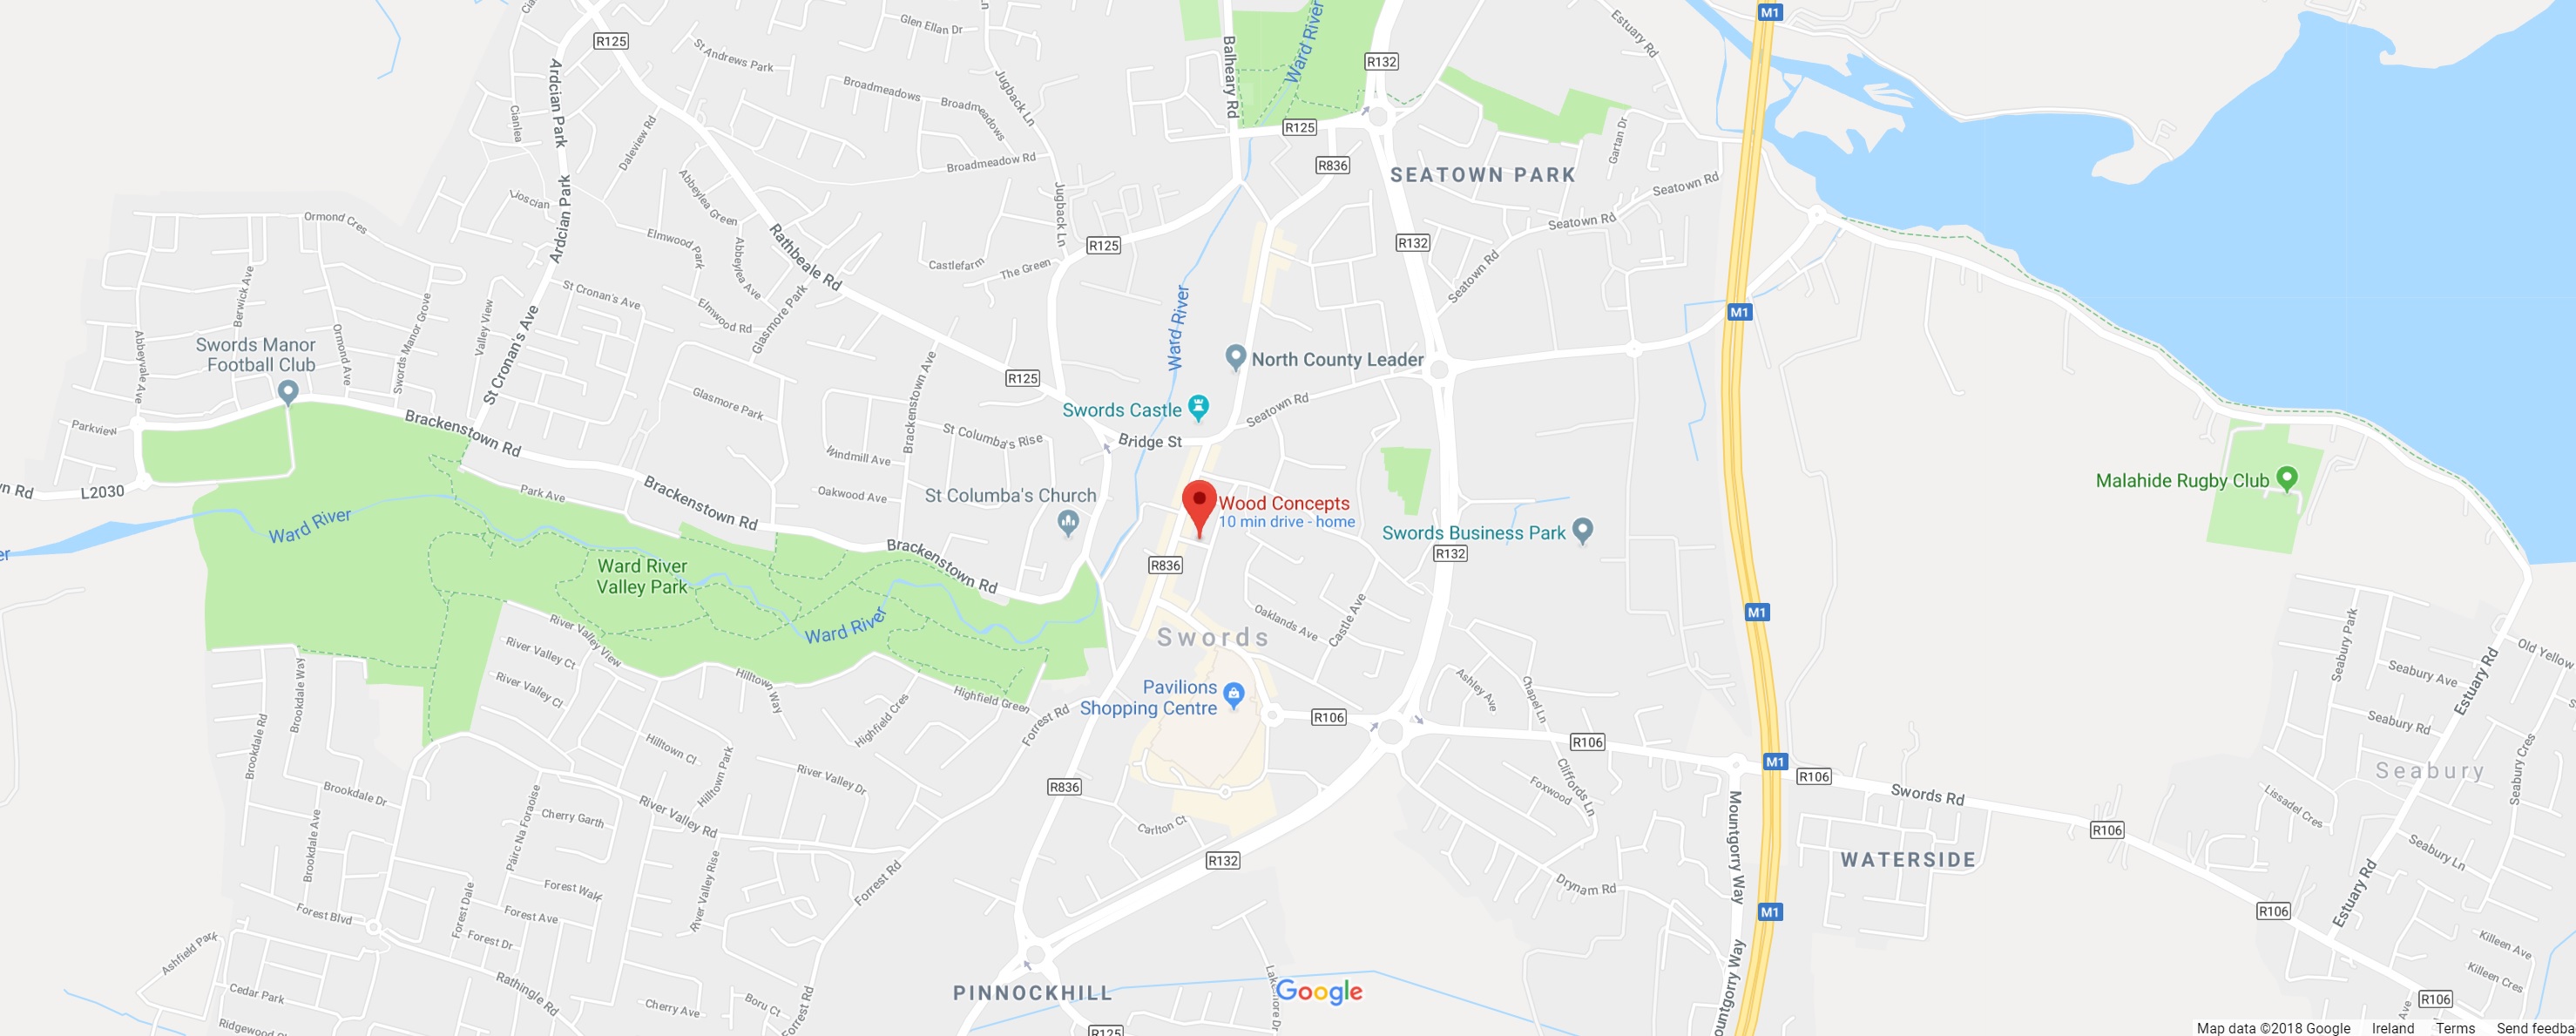 M1
R125
Glen Ellan Dr
Estuary Rd
St Andrews Park
Ward River
Balheary Rd
R132
Ardcian Park
Jugback Ln
Broadmeadows
Broadmeadows
Cianlea
Daleview Rd
R125
Gartan Dr
Broadmeadow Rd
R836
SEATOWN PARK
Abbeylea Green
Seatown Rd
Ardcian Park
Jugback Ln
Ormond Cres
Seatown Rd
Elmwood Park
Rathbeale Rd
R125
R132
Abbeylea Ave
Castlefarm
The Green
Seatown Rd
Berwick Ave
St Cronan's Ave
Elmwood Rd
Glasmore Park
M1
Swords Manor Grove
Valley View
Ward River
Swords Manor
Football Club
Abbeyvale Ave
Ormond Ave
St Cronan's Ave
North County Leader
R125
Brackenstown Ave
Glasmore Park
Swords Castle
Seatown Rd
Parkview
Brackenstown Rd
St Columba's Rise
Bridge St
Windmill Ave
Malahide Rugby Club
wn Rd
L2030
Park Ave
Brackenstown Rd
Oakwood Ave
St Columba's Church
Wood Concepts
10 min drive - home
Ward River
Swords Business Park
R132
er
Brackenstown Rd
R836
Ward River
Valley Park
Ward River
Oaklands Ave
Castle Ave
M1
River Valley View
Swords
Seabury Park
River Valley Ct
Old Yellow
Seabury Ave
Estuary Rd
River Valley Cl
Hilltown Way
Highfield Green
Pavilions
Shopping Centre
Ashley Ave
Chapel Ln
Brookdale Way
Brookdale Rd
Highfield Cres
Forrest Rd
R106
Seabury Rd
Hilltown Cl
R106
M1
R106
Seabury
Seabury Cres
Hilltown Park
River Valley Dr
R836
Foxwood
Cliffords Ln
Swords Rd
Brookdale Dr
Lissadel Cres
Páirc Na Foraoise
Cherry Garth
River Valley Rd
Carlton Ct
R106
Brookdale Ave
Mountgorry Way
Seabury Ln
R132
WATERSIDE
Forrest Rd
River Valley Rise
Forest Walk
Drynam Rd
Estuary Rd
Forest Blvd
Forest Dale
Forest Ave
M1
R106
Forest Dr
Ashfield Park
Killeen Ave
Rathingle Rd
Killeen Cres
Cedar Park
Cherry Ave
Boru Ct
Forrest Rd
PINNOCKHILL
Google
R106
ountgorry Way
R125
Map data ©2018 Google Ireland Terms Send feedba